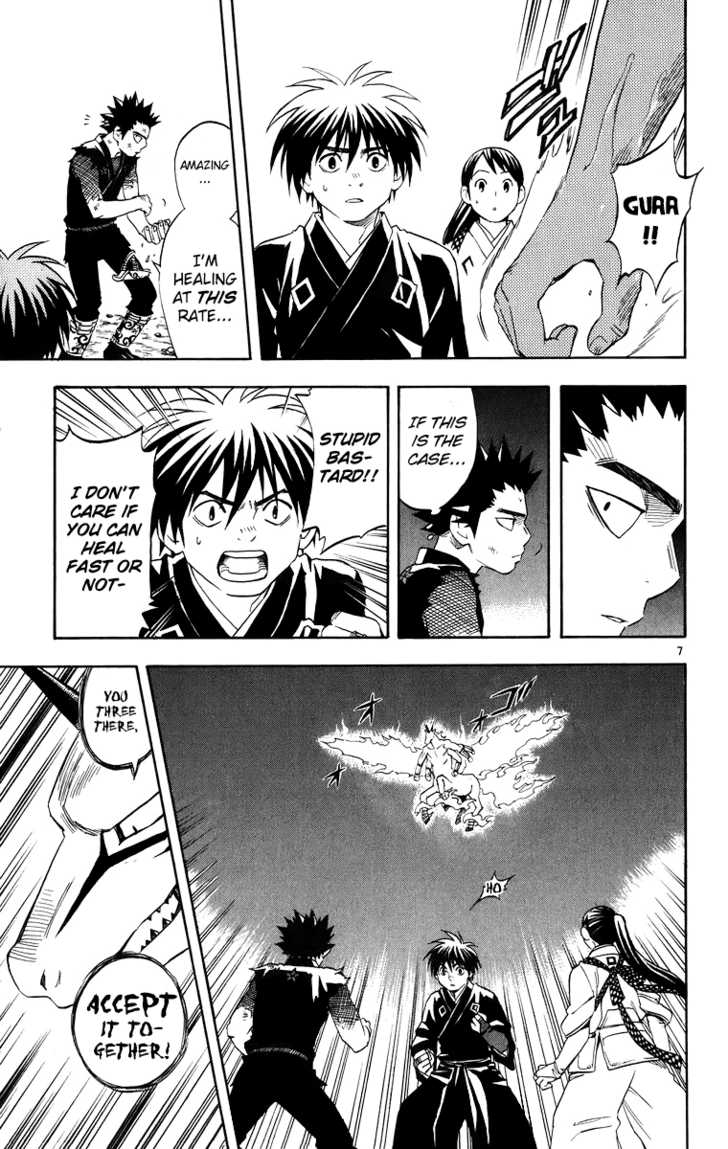 GURR
!!
AMAZING
...
I'M
HEALING
AT THIS
RATE...
IF THIS
IS THE
CASE...
STUPID
BAS-
TARD!!
I DON'T
CARE IF
YOU CAN
HEAL
FAST OR
NOT-
7
HO
YOU
THREE
THERE,
ACCEPT
IT TO-
GETHER!